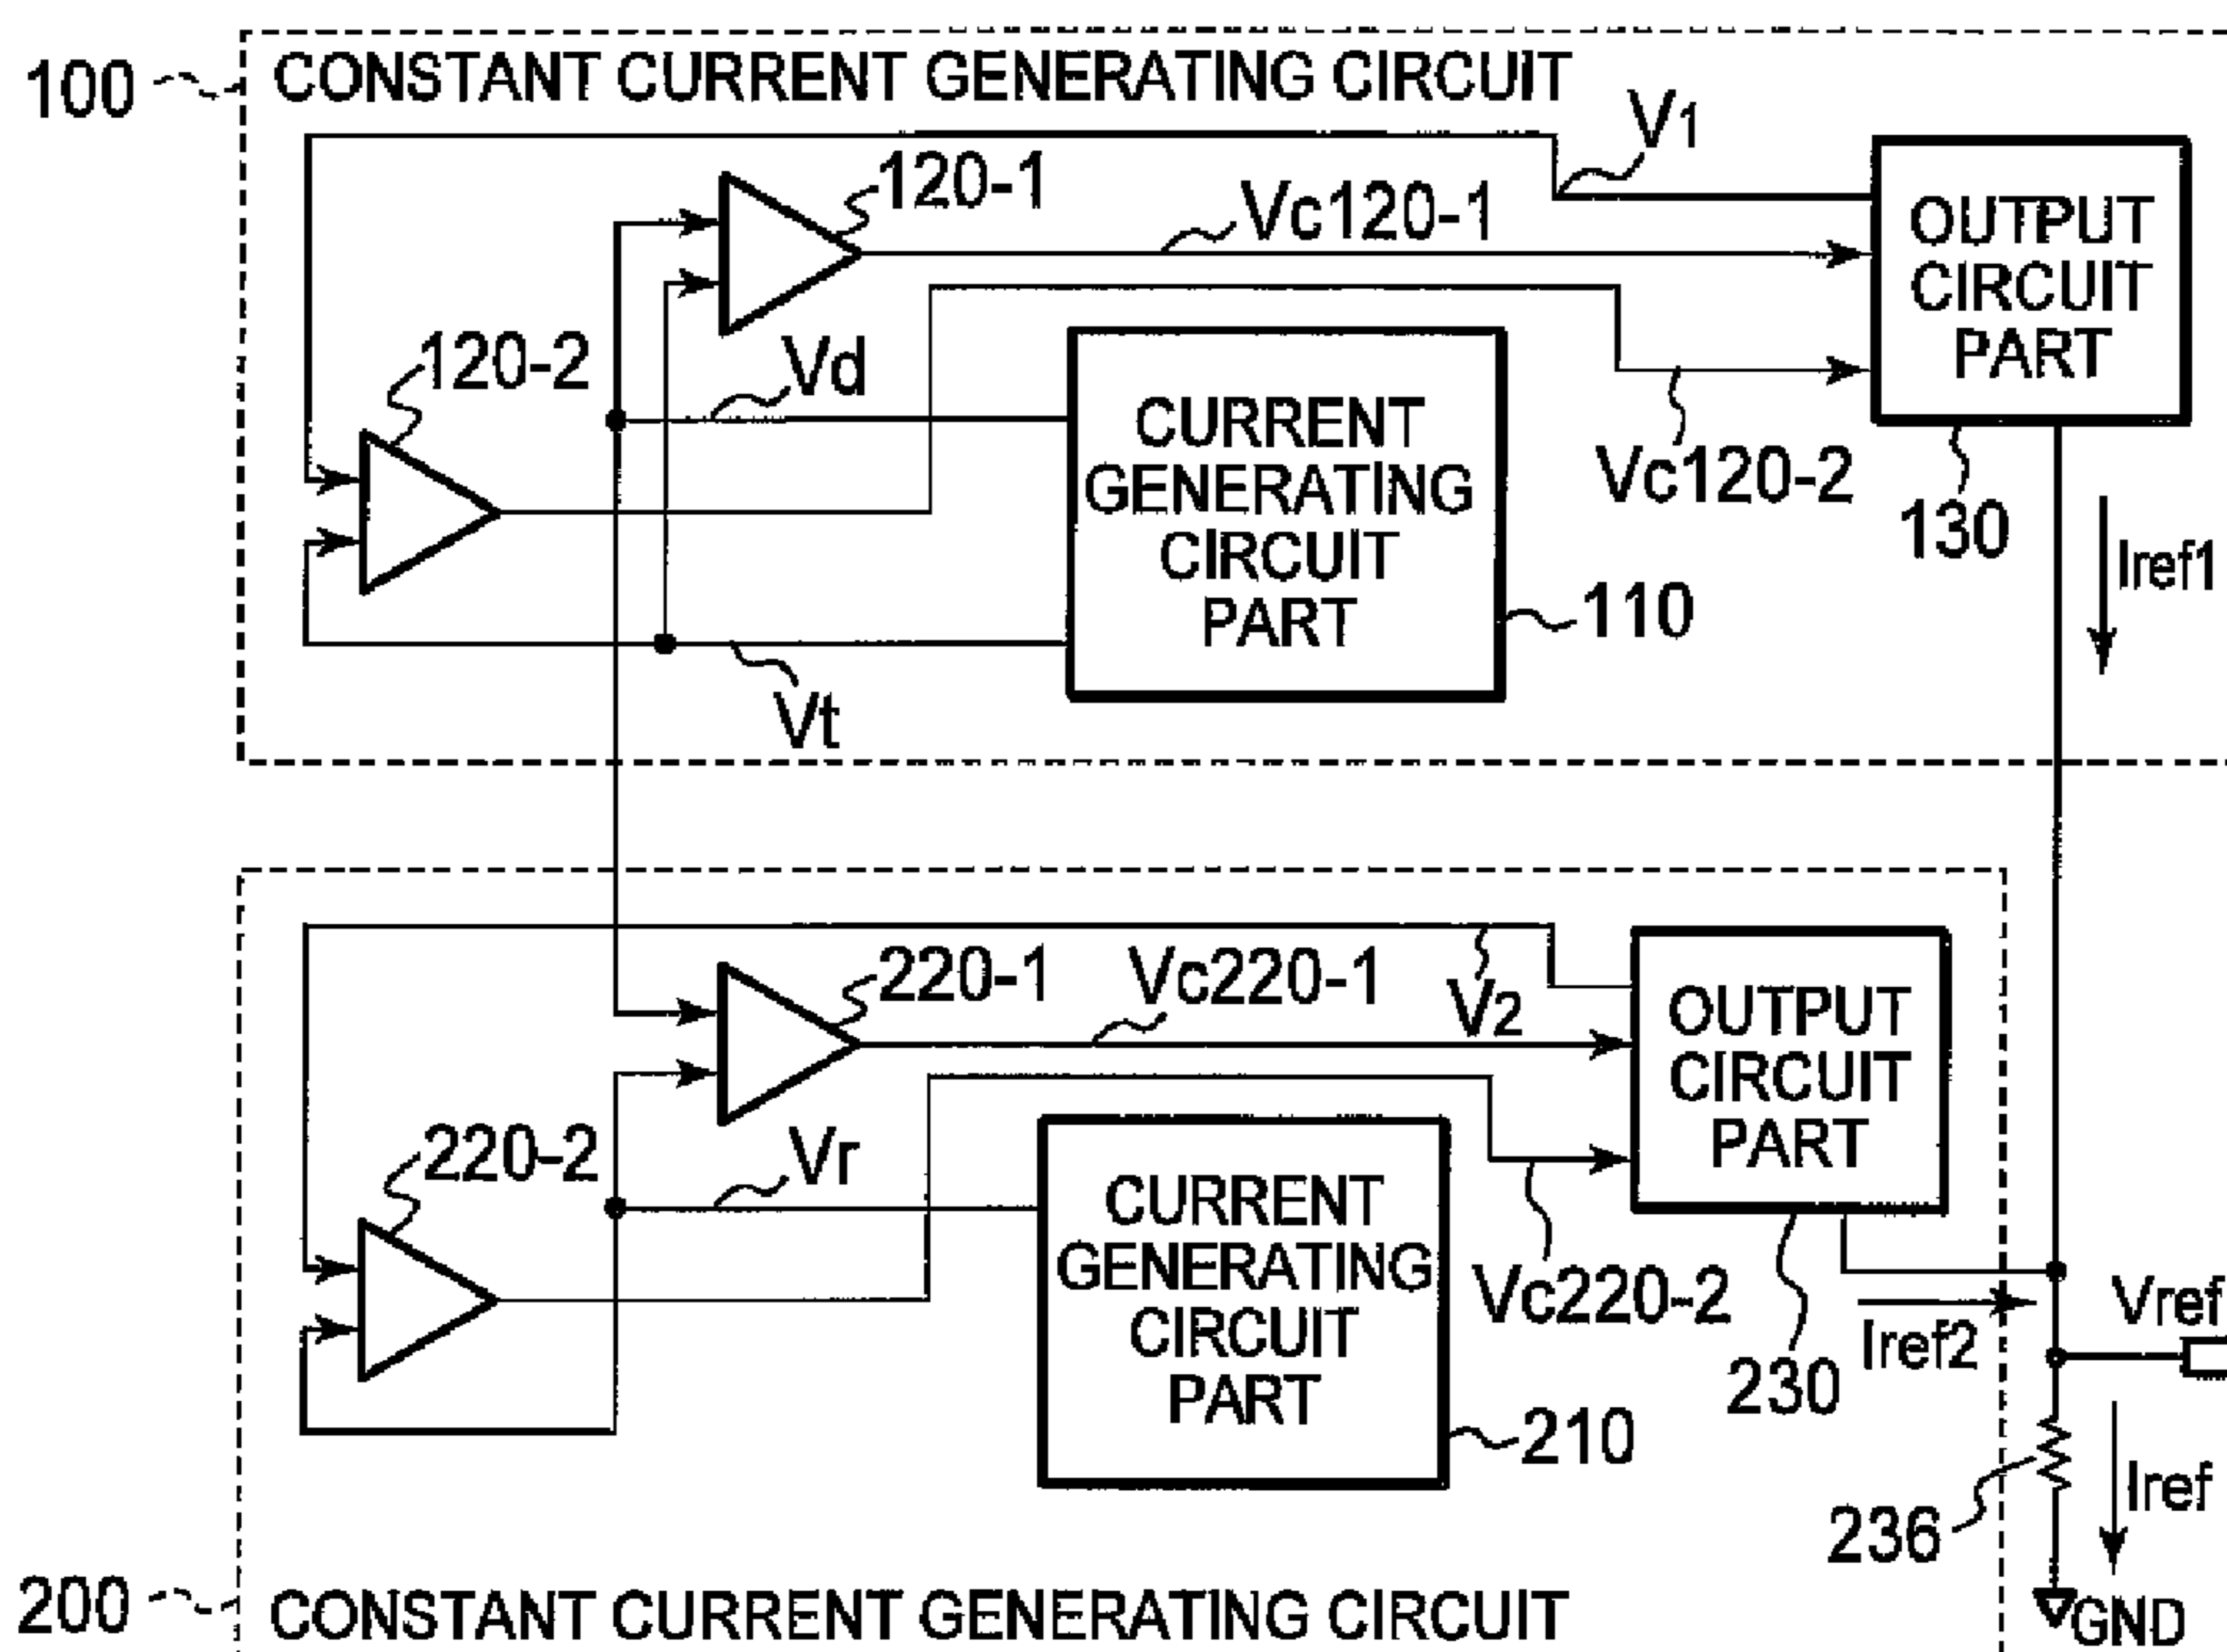 100
CONSTANT CURRENT GENERATING CIRCUIT
V1
120-1
Vc120-1
OUTPUT
CIRCUIT
PART
120-2
Vd
CURRENT
GENERATING
CIRCUIT
PART
Vc120-2
130
Iref1
110
Vt
220-1
Vc220-1
V2
OUTPUT
CIRCUIT
PART
220-2
Vr
CURRENT
GENERATING
CIRCUIT
PART
Vc220-2
Iref2
Vref
230
210
236
Iref
200
CONSTANT CURRENT GENERATING CIRCUIT
GND